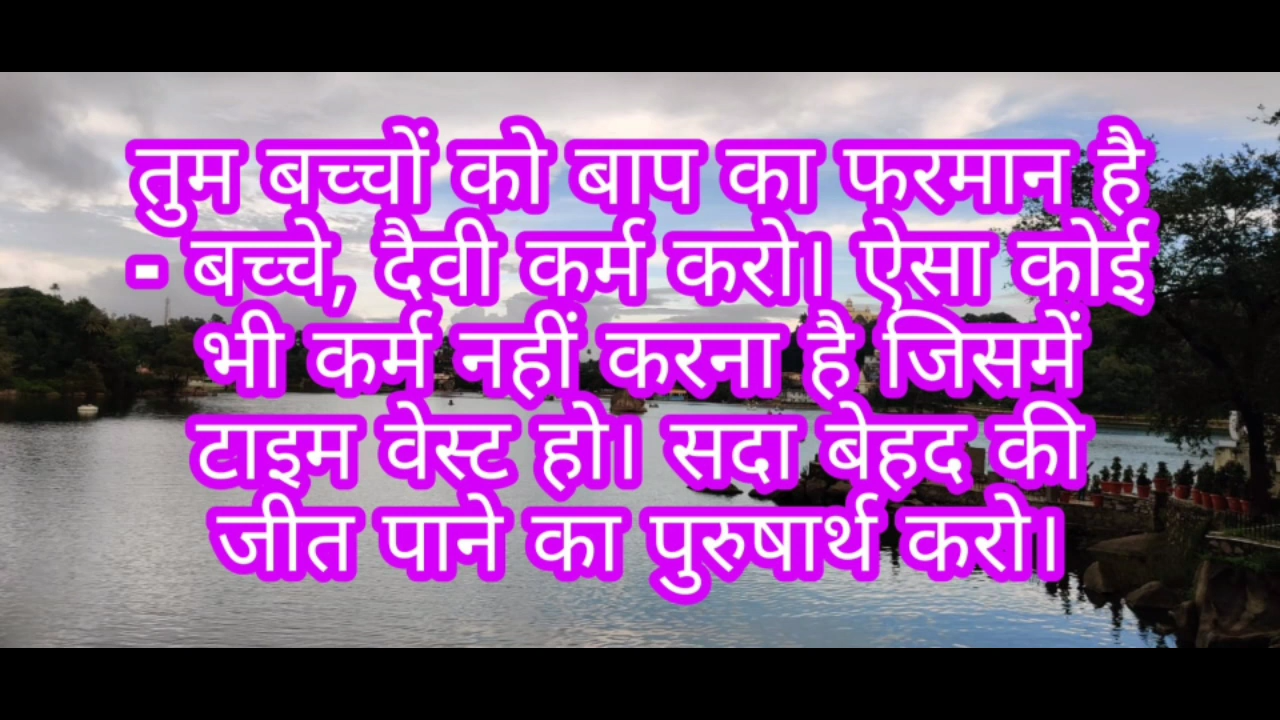 तुम बच्चों को बाप का फरमान है
- बच्चे, दैवी कर्म करो। ऐसा कोई
भी कर्म नहीं करना है जिसमें
टाइम वेस्ट हो। सदा बेहद की
जीत पाने का पुरुषार्थ करो।